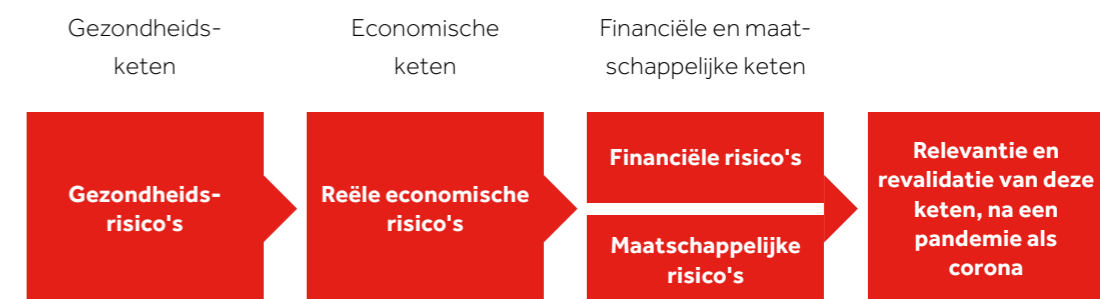 Gezondheids-
keten
Economische
keten
Financiële en maat-
schappelijke keten
Gezondheids-
risico's
Reële economische
risico's
Financiële risico's
Maatschappelijke
risico's
Relevantie en
revalidatie van deze
keten, na een
pandemie als
corona